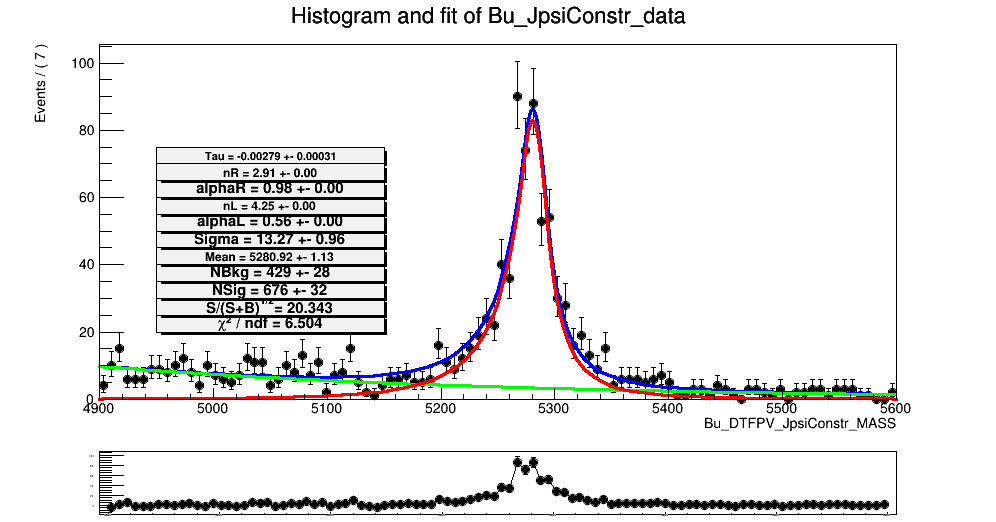 Histogram and fit of Bu_JpsiConstr_data
Events / ( 7 )
100
80
60
40
20
0
Tau = -0.00279 +- 0.00031
nR = 2.91 +- 0.00
alphaR = 0.98 +- 0.00
nL = 4.25 +- 0.00
alphaL = 0.56 +- 0.00
Sigma = 13.27 +- 0.96
Mean = 5280.92 +- 1.13
NBkg = 429 +- 28
NSig = 676 +- 32
S/(S+B)^1/2 = 20.343
χ² / ndf = 6.504
4900 5000 5100 5200 5300 5400 5500 5600
Bu_DTFPV_JpsiConstr_MASS